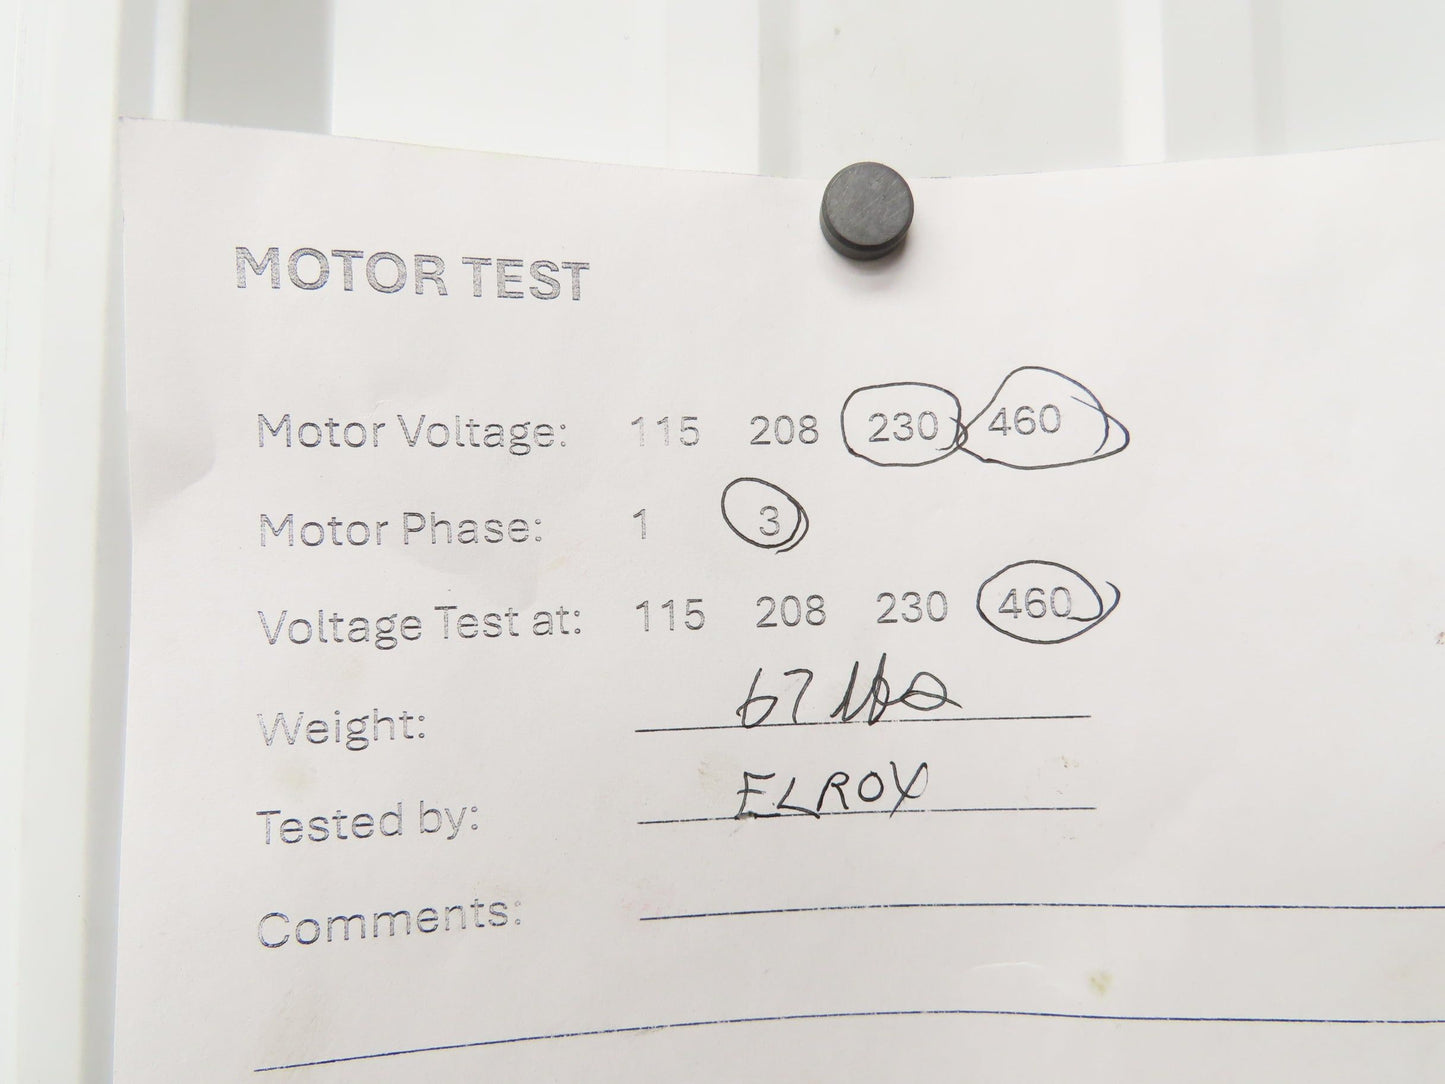 MOTOR TEST
Motor Voltage: 115 208 230 460
Motor Phase: 1 3
Voltage Test at: 115 208 230 460
Weight: 67 lbs
Tested by: ELROY
Comments: